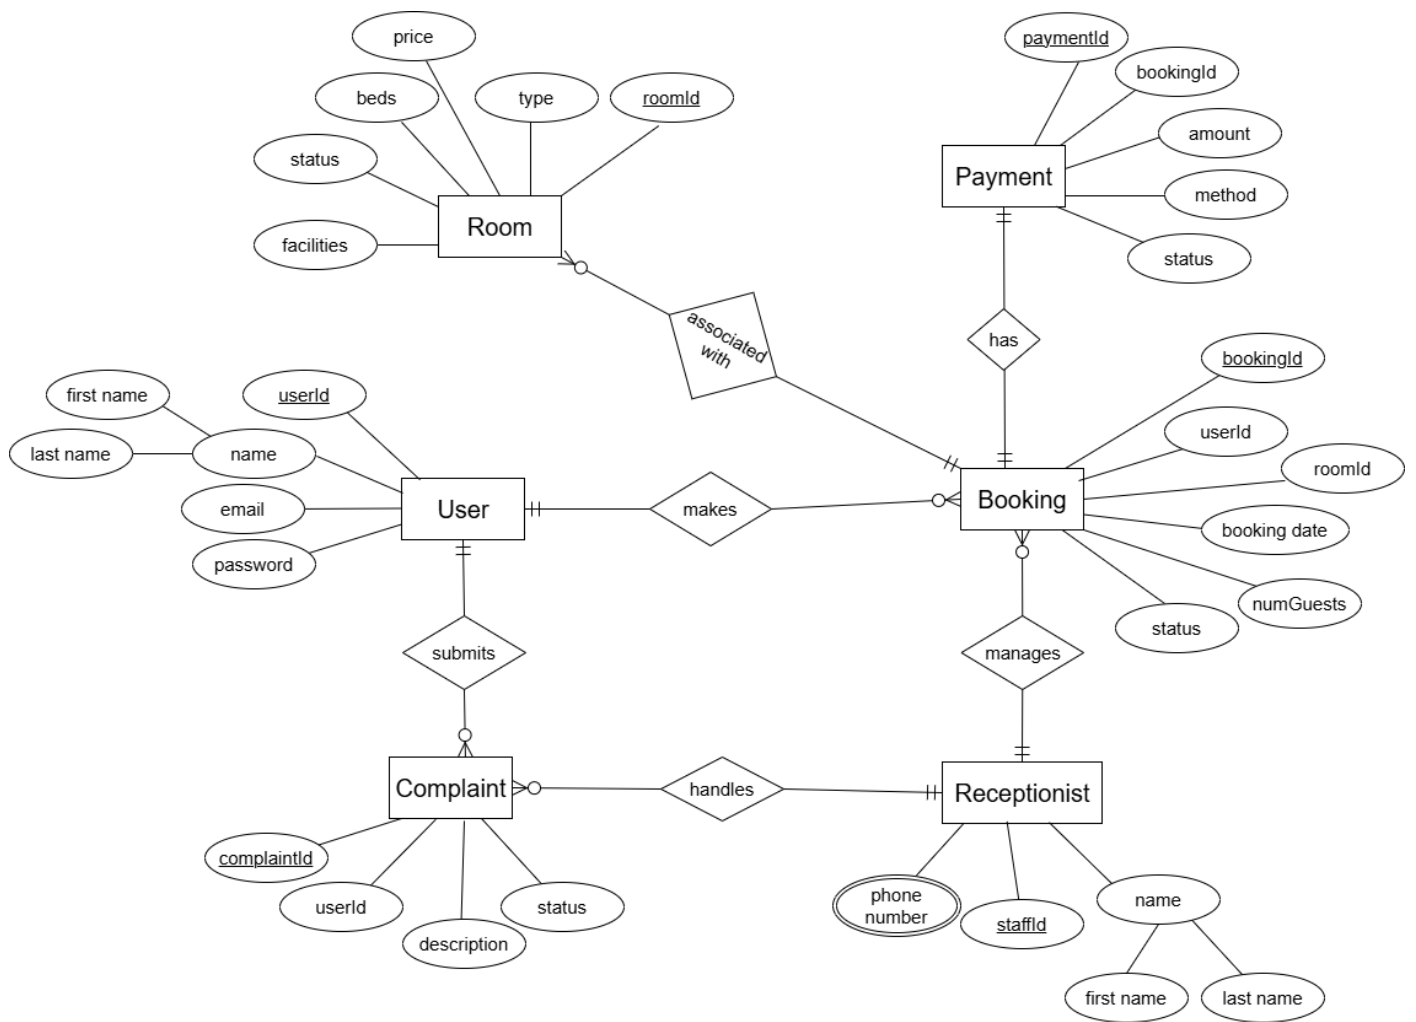 price
beds
type
roomId
status
facilities
Room
paymentId
bookingId
amount
method
status
Payment
associated
with
has
first name
last name
name
userId
email
password
User
makes
bookingId
userId
roomId
booking date
numGuests
status
Booking
submits
manages
Complaint
handles
Receptionist
complaintId
userId
description
status
phone
number
staffId
name
first name
last name